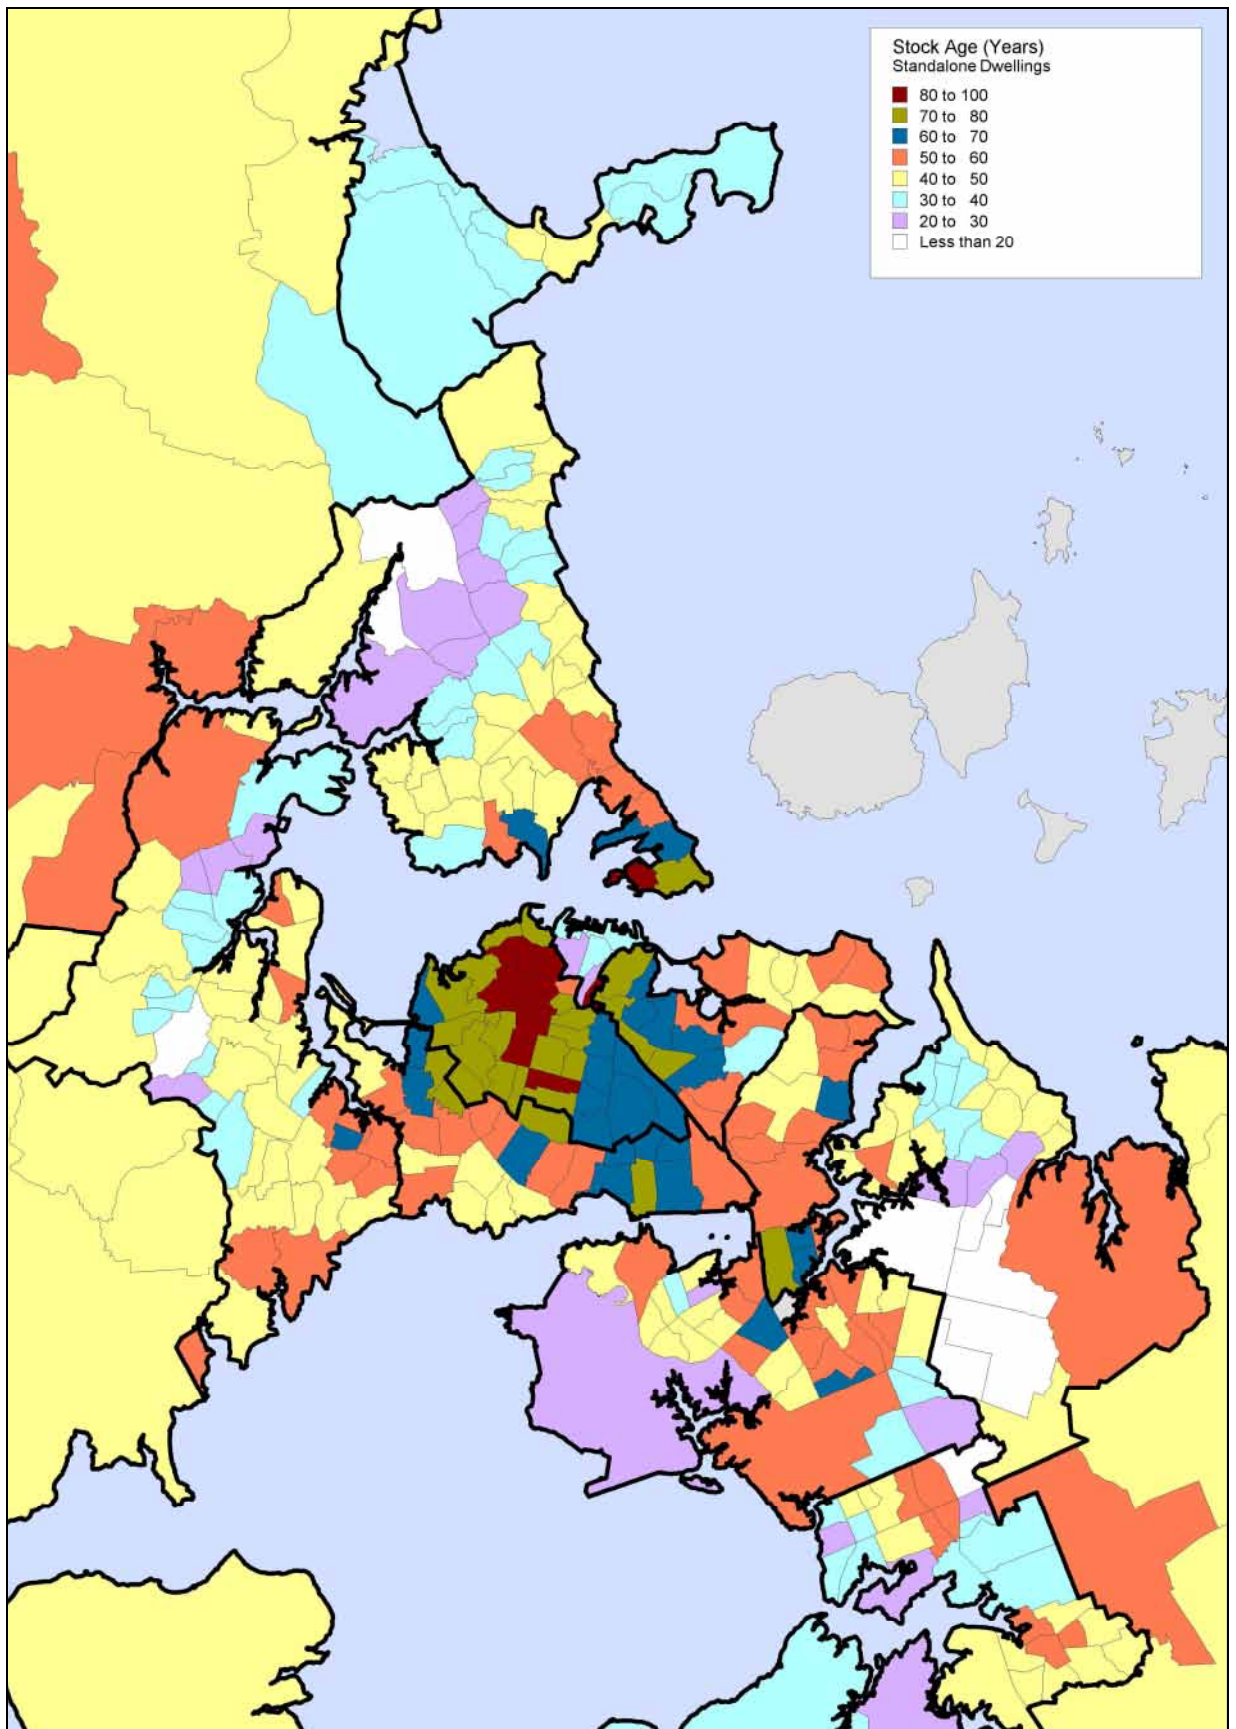 Stock Age (Years)
Standalone Dwellings
80 to 100
70 to 80
60 to 70
50 to 60
40 to 50
30 to 40
20 to 30
Less than 20